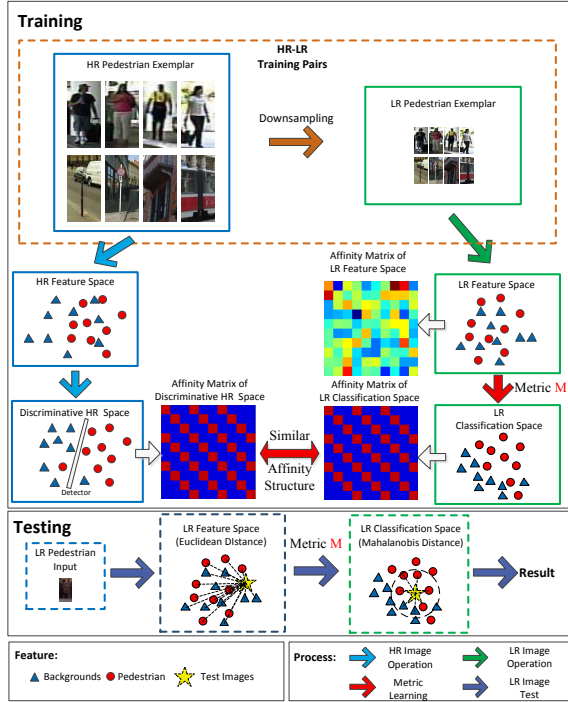 Training
HR-LR
Training Pairs
HR Pedestrian Exemplar
Downsampling
LR Pedestrian Exemplar
HR Feature Space
Affinity Matrix of
LR Feature Space
LR Feature Space
Metric M
Discriminative HR Space
Detector
Affinity Matrix of
Discriminative HR Space
Similar
Affinity
Structure
Affinity Matrix of
LR Classification Space
LR
Classification Space
Testing
LR Pedestrian
Input
LR Feature Space
(Euclidean DIstance)
Metric M
LR Classification Space
(Mahalanobis Distance)
Result
Feature:
Backgrounds
Pedestrian
Test Images
Process:
HR Image
Operation
LR Image
Operation
Metric
Learning
LR Image
Test